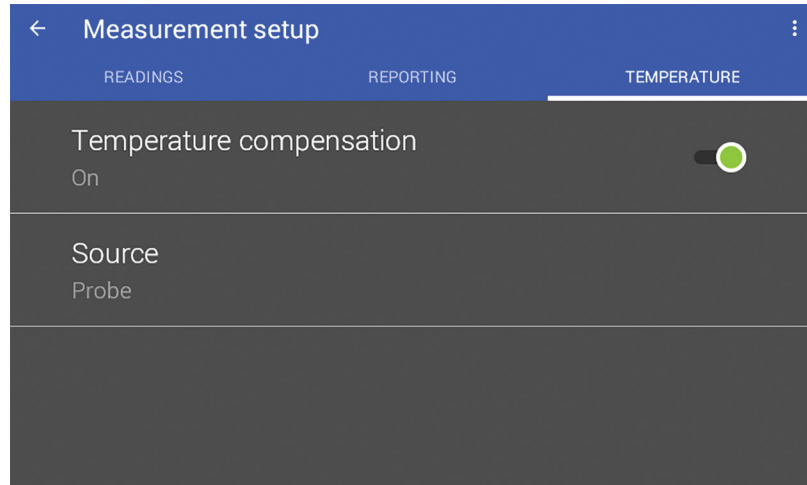 Measurement setup
READINGS REPORTING TEMPERATURE
Temperature compensation
On
Source
Probe